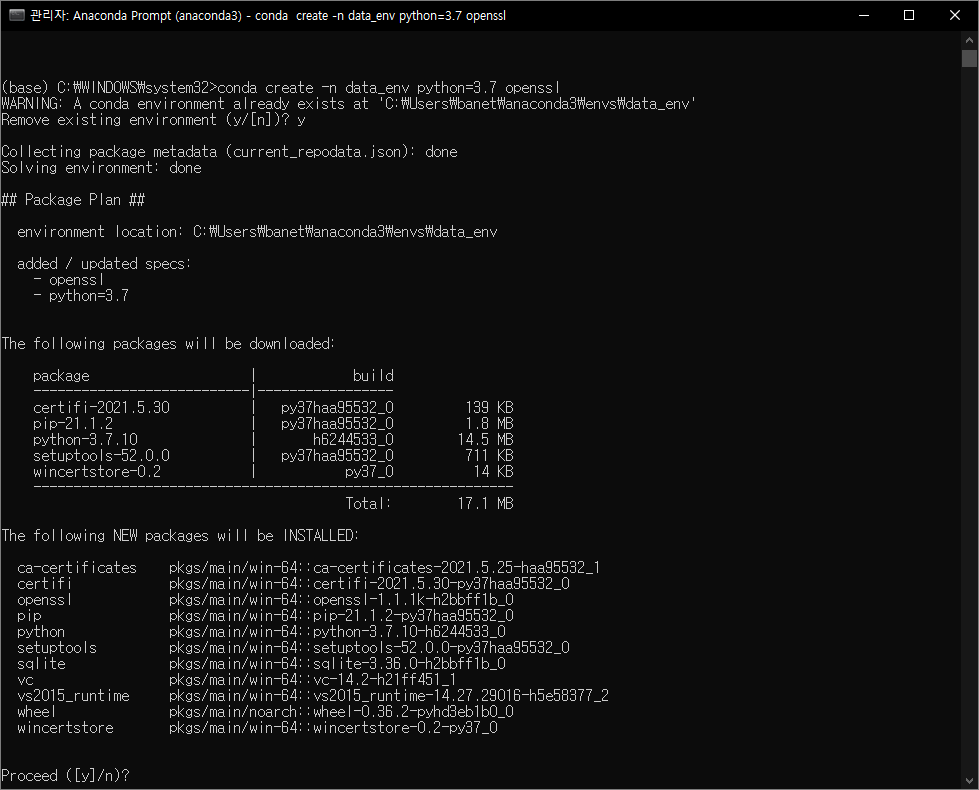 관리자: Anaconda Prompt (anaconda3) - conda  create -n data_env python=3.7 openssl
(base) C:₩WINDOWS₩system32>conda create -n data_env python=3.7 openssl
WARNING: A conda environment already exists at 'C:₩Users₩banet₩anaconda3₩envs₩data_env'
Remove existing environment (y/[n])? y
Collecting package metadata (current_repodata.json): done
Solving environment: done
## Package Plan ##
  environment location: C:₩Users₩banet₩anaconda3₩envs₩data_env
  added / updated specs:
    - openssl
    - python=3.7
The following packages will be downloaded:
    package                    |            build
    ---------------------------|-----------------
    certifi-2021.5.30          |   py37haa95532_0         139 KB
    pip-21.1.2                 |   py37haa95532_0         1.8 MB
    python-3.7.10              |       h6244533_0        14.5 MB
    setuptools-52.0.0          |   py37haa95532_0         711 KB
    wincertstore-0.2           |           py37_0          14 KB
    ------------------------------------------------------------
                                           Total:        17.1 MB
The following NEW packages will be INSTALLED:
  ca-certificates    pkgs/main/win-64::ca-certificates-2021.5.25-haa95532_1
  certifi            pkgs/main/win-64::certifi-2021.5.30-py37haa95532_0
  openssl            pkgs/main/win-64::openssl-1.1.1k-h2bbff1b_0
  pip                pkgs/main/win-64::pip-21.1.2-py37haa95532_0
  python             pkgs/main/win-64::python-3.7.10-h6244533_0
  setuptools         pkgs/main/win-64::setuptools-52.0.0-py37haa95532_0
  sqlite             pkgs/main/win-64::sqlite-3.36.0-h2bbff1b_0
  vc                 pkgs/main/win-64::vc-14.2-h21ff451_1
  vs2015_runtime     pkgs/main/win-64::vs2015_runtime-14.27.29016-h5e58377_2
  wheel              pkgs/main/noarch::wheel-0.36.2-pyhd3eb1b0_0
  wincertstore       pkgs/main/win-64::wincertstore-0.2-py37_0
Proceed ([y]/n)?